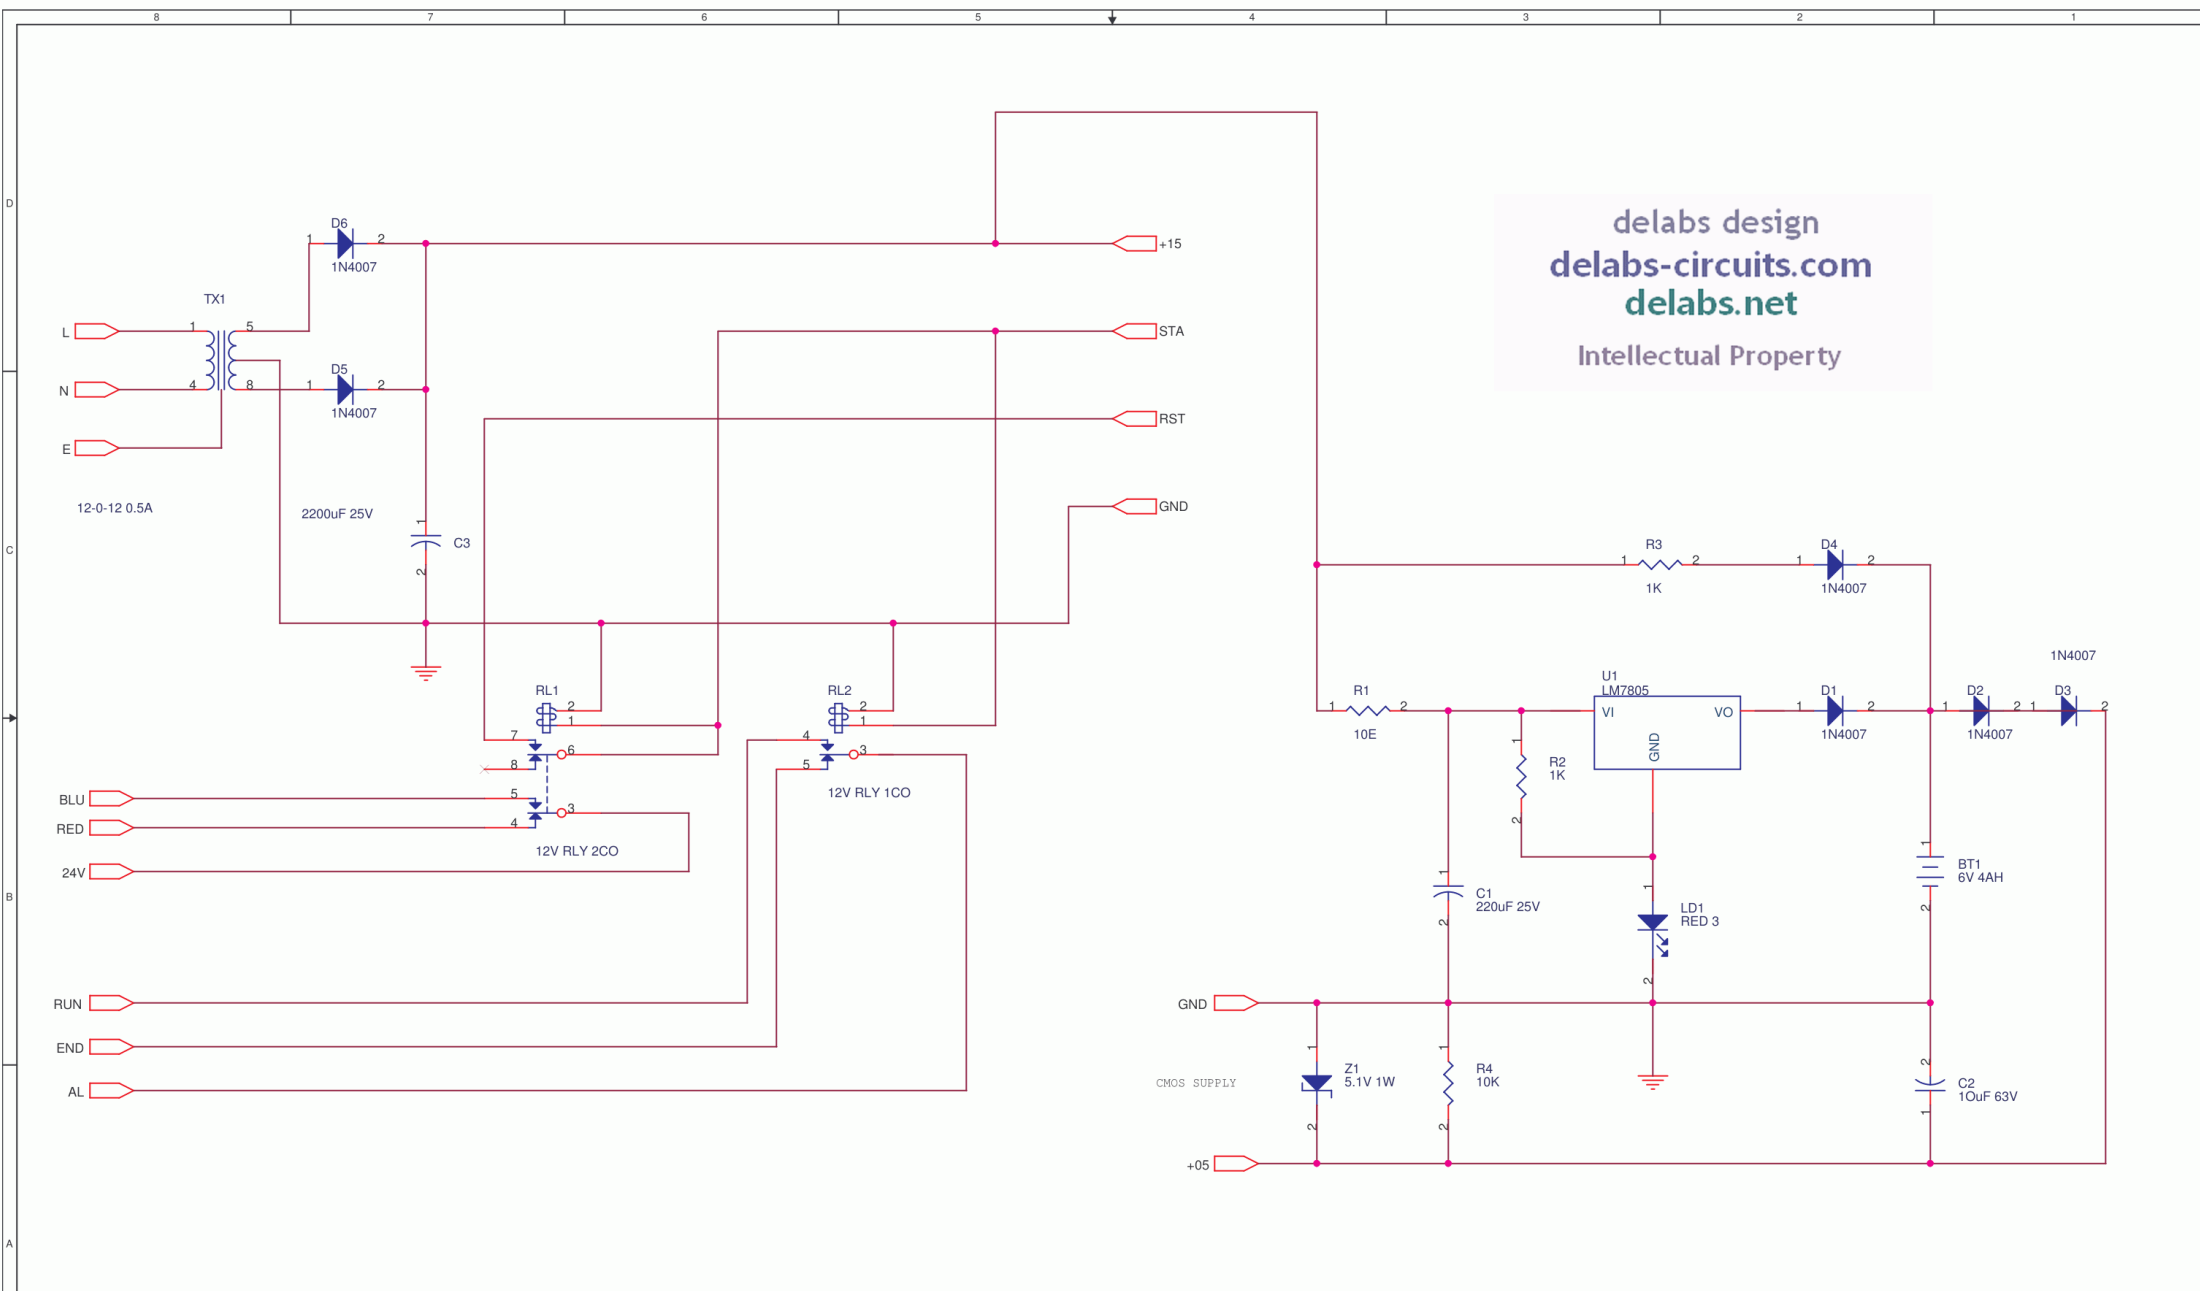 8 7 6 5 4 3 2 1
D
C
B
A
delabs design
delabs-circuits.com
delabs.net
Intellectual Property
D6
1 2
1N4007
+15
TX1
L 1 5
D5
N 4 8 1 2
1N4007
E
STA
RST
GND
12-0-12 0.5A
2200uF 25V
1
C3
2
RL1
2
1
7
6
8
5
3
4
12V RLY 2CO
RL2
2
1
4
3
5
12V RLY 1CO
BLU
RED
24V
RUN
END
AL
R3
1 2
1K
D4
1 2
1N4007
R1
1 2
10E
U1
LM7805
VI VO
GND
D1
1 2
1N4007
1N4007
D2
1 2
1N4007
D3
1 2
1
R2
1K
2
1
C1
220uF 25V
2
1
LD1
RED 3
2
1
BT1
6V 4AH
2
GND
CMOS SUPPLY
1
Z1
5.1V 1W
2
1
R4
10K
2
2
C2
1OuF 63V
1
+05